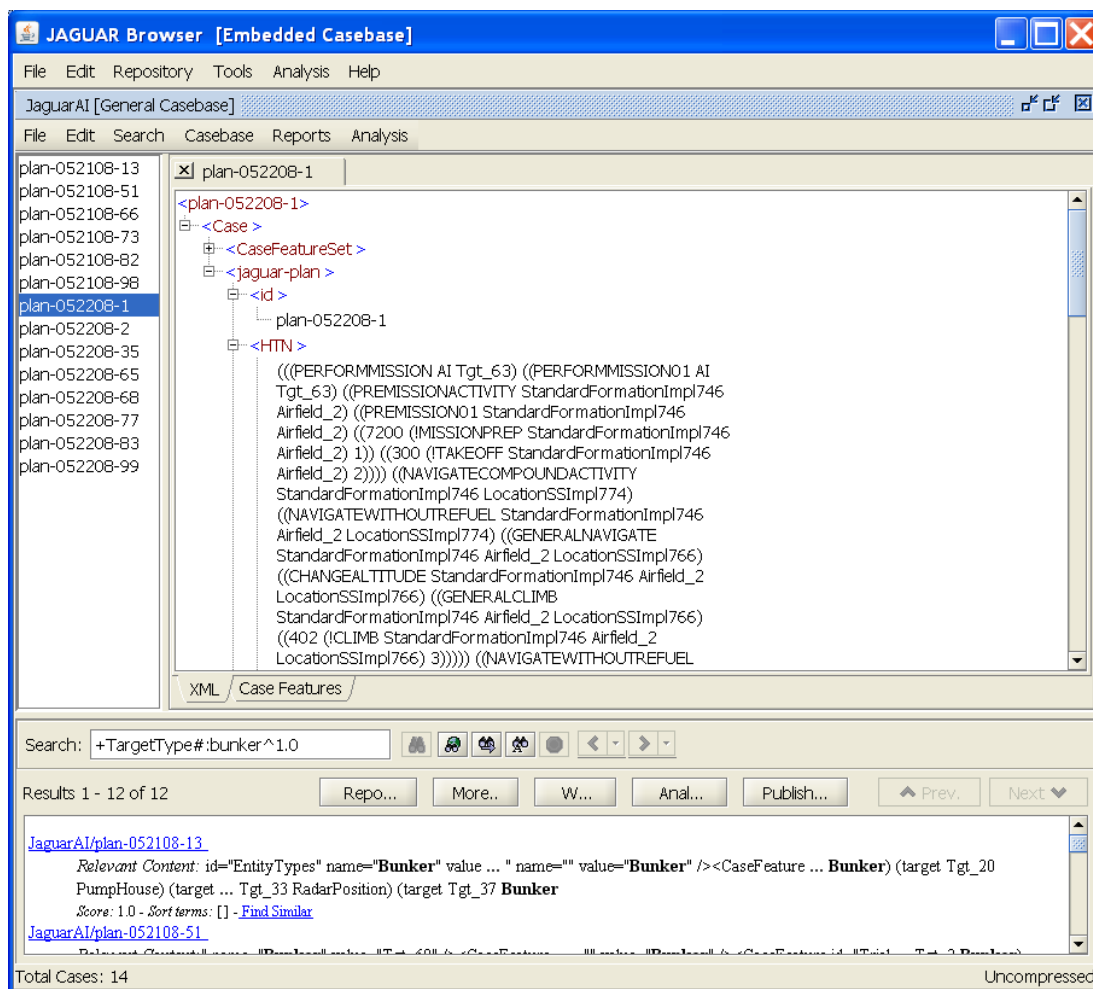 JAGUAR Browser [Embedded Casebase]
File Edit Repository Tools Analysis Help
JaguarAI [General Casebase]
File Edit Search Casebase Reports Analysis
plan-052108-13
plan-052108-51
plan-052108-66
plan-052108-73
plan-052108-82
plan-052108-98
plan-052208-1
plan-052208-2
plan-052208-35
plan-052208-65
plan-052208-68
plan-052208-77
plan-052208-83
plan-052208-99
plan-052208-1
<plan-052208-1>
<Case >
<CaseFeatureSet >
<jaguar-plan >
<id >
plan-052208-1
<HTN >
(((PERFORMMISSION AI Tgt_63) ((PERFORMMISSION01 AI
Tgt_63) ((PREMISSIONACTIVITY StandardFormationImpl746
Airfield_2) ((PREMISSION01 StandardFormationImpl746
Airfield_2) ((7200 (!MISSIONPREP StandardFormationImpl746
Airfield_2) 1)) ((300 (!TAKEOFF StandardFormationImpl746
Airfield_2) 2)))) ((NAVIGATECOMPOUNDACTIVITY
StandardFormationImpl746 LocationSSImpl774)
((NAVIGATEWITHOUTREFUEL StandardFormationImpl746
Airfield_2 LocationSSImpl774) ((GENERALNAVIGATE
StandardFormationImpl746 Airfield_2 LocationSSImpl766)
((CHANGEALTITUDE StandardFormationImpl746 Airfield_2
LocationSSImpl766) ((GENERALCLIMB
StandardFormationImpl746 Airfield_2 LocationSSImpl766)
((402 (!CLIMB StandardFormationImpl746 Airfield_2
LocationSSImpl766) 3))))) ((NAVIGATEWITHOUTREFUEL
XML Case Features
Search: +TargetType#:bunker^1.0
Results 1 - 12 of 12 Repo... More.. W... Anal... Publish... Prev. Next
JaguarAI/plan-052108-13
Relevant Content: id="EntityTypes" name="Bunker" value ... " name="" value="Bunker" /><CaseFeature ... Bunker) (target Tgt_20
PumpHouse) (target ... Tgt_33 RadarPosition) (target Tgt_37 Bunker
Score: 1.0 - Sort terms: [] - Find Similar
JaguarAI/plan-052108-51
Total Cases: 14 Uncompressed